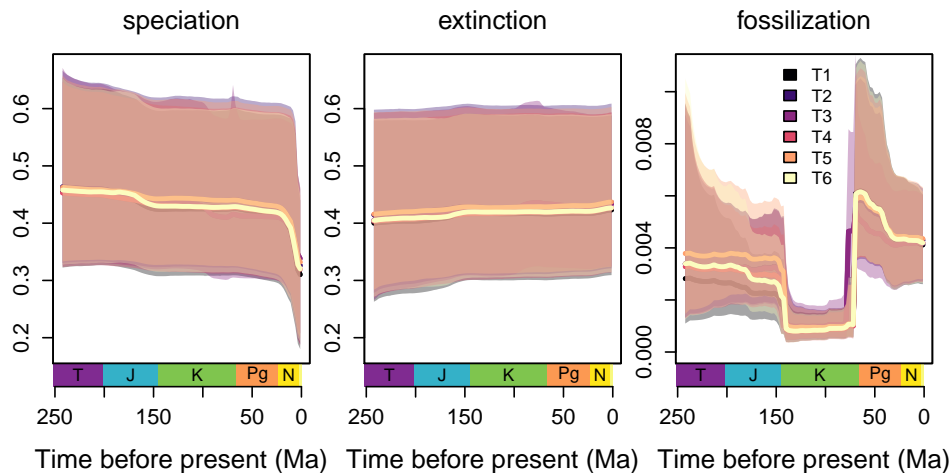 speciation extinction fossilization
0.2 0.3 0.4 0.5 0.6
T J K Pg N
250 150 50 0
Time before present (Ma)
0.2 0.3 0.4 0.5 0.6
T J K Pg N
250 150 50 0
Time before present (Ma)
0.000 0.004 0.008
T1
T2
T3
T4
T5
T6
T J K Pg N
250 150 50 0
Time before present (Ma)